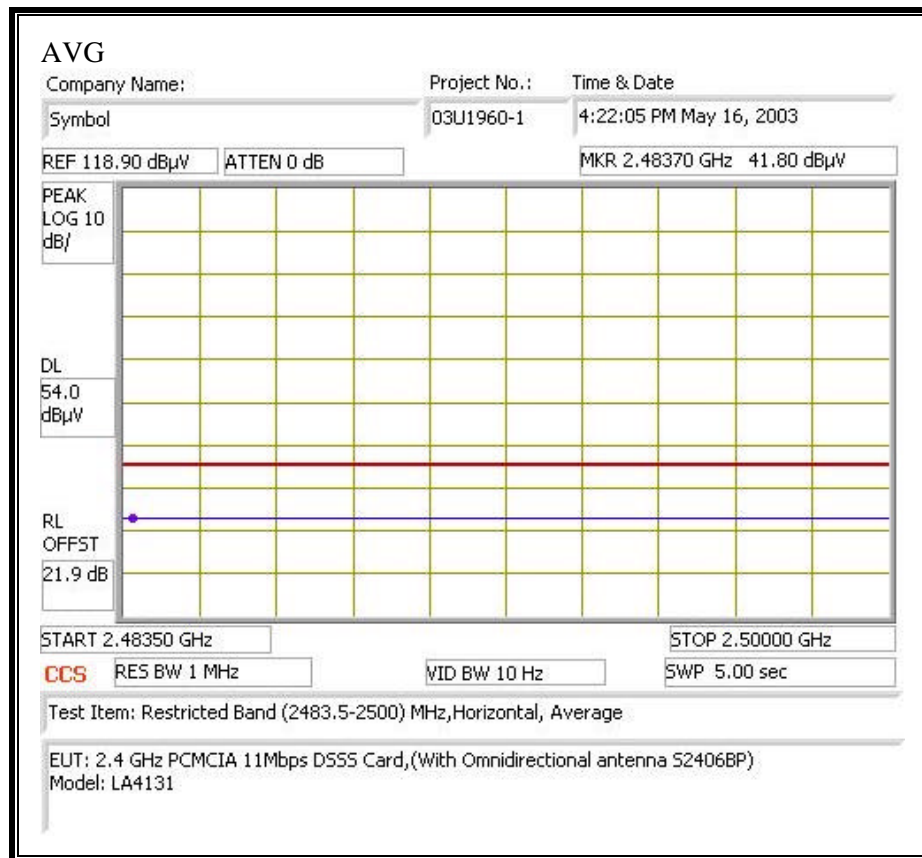 AVG
Company Name:
Project No.:
Time & Date
Symbol
03U1960-1
4:22:05 PM May 16, 2003
REF 118.90 dBµV
ATTEN 0 dB
MKR 2.48370 GHz 41.80 dBµV
PEAK
LOG 10
dB/
DL
54.0
dBµV
RL
OFFST
21.9 dB
START 2.48350 GHz
STOP 2.50000 GHz
CCS
RES BW 1 MHz
VID BW 10 Hz
SWP 5.00 sec
Test Item: Restricted Band (2483.5-2500) MHz,Horizontal, Average
EUT: 2.4 GHz PCMCIA 11Mbps DSSS Card,(With Omnidirectional antenna S2406BP)
Model: LA4131